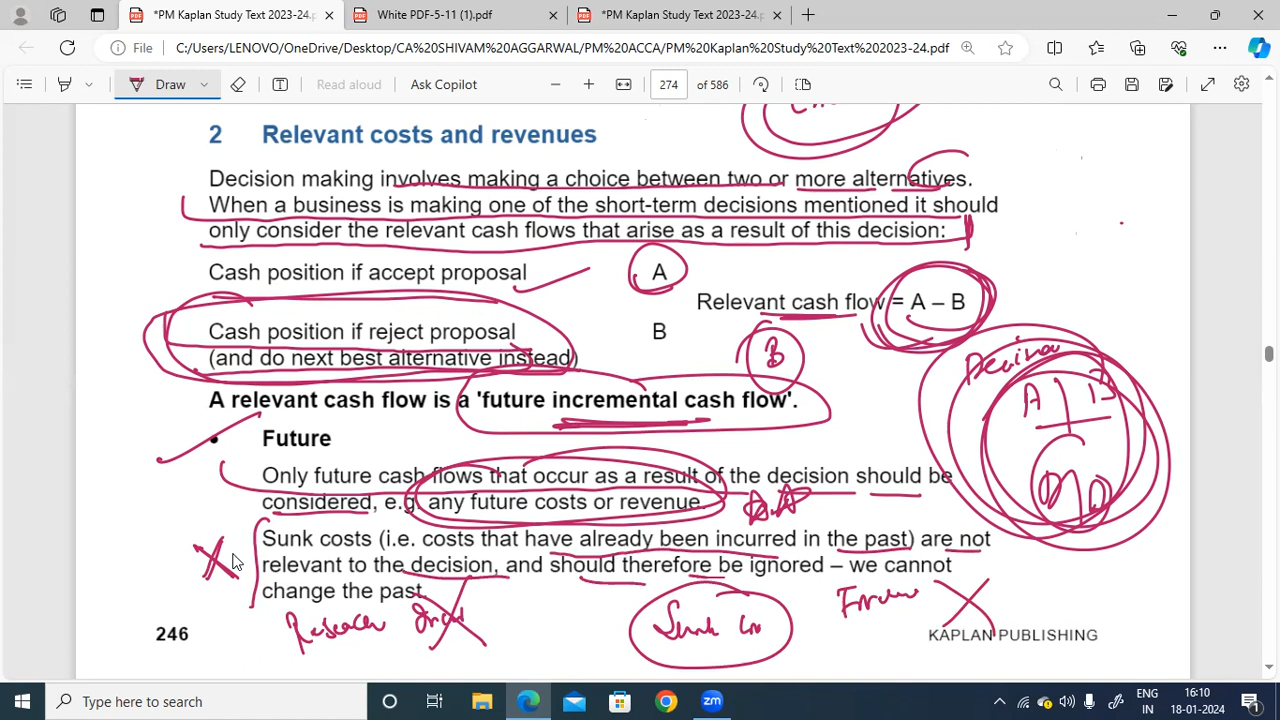 *PM Kaplan Study Text 2023-24.p
White PDF-5-11 (1).pdf
*PM Kaplan Study Text 2023-24.p
File
C:/Users/LENOVO/OneDrive/Desktop/CA%20SHIVAM%20AGGARWAL/PM%20ACCA/PM%20Kaplan%20Study%20Text%202023-24.pdf
Draw
Read aloud
Ask Copilot
274 of 586
2 Relevant costs and revenues
Decision making involves making a choice between two or more alternatives.
When a business is making one of the short-term decisions mentioned it should
only consider the relevant cash flows that arise as a result of this decision:
Cash position if accept proposal A
Relevant cash flow = A – B
Cash position if reject proposal B
B
(and do next best alternative instead)
Decision
A B
A relevant cash flow is a 'future incremental cash flow'.
• Future
Only future cash flows that occur as a result of the decision should be
considered, e.g. any future costs or revenue.
Sunk costs (i.e. costs that have already been incurred in the past) are not
relevant to the decision, and should therefore be ignored – we cannot
change the past.
Research
Sunk
246 KAPLAN PUBLISHING
Type here to search
ENG
IN
16:10
18-01-2024
1